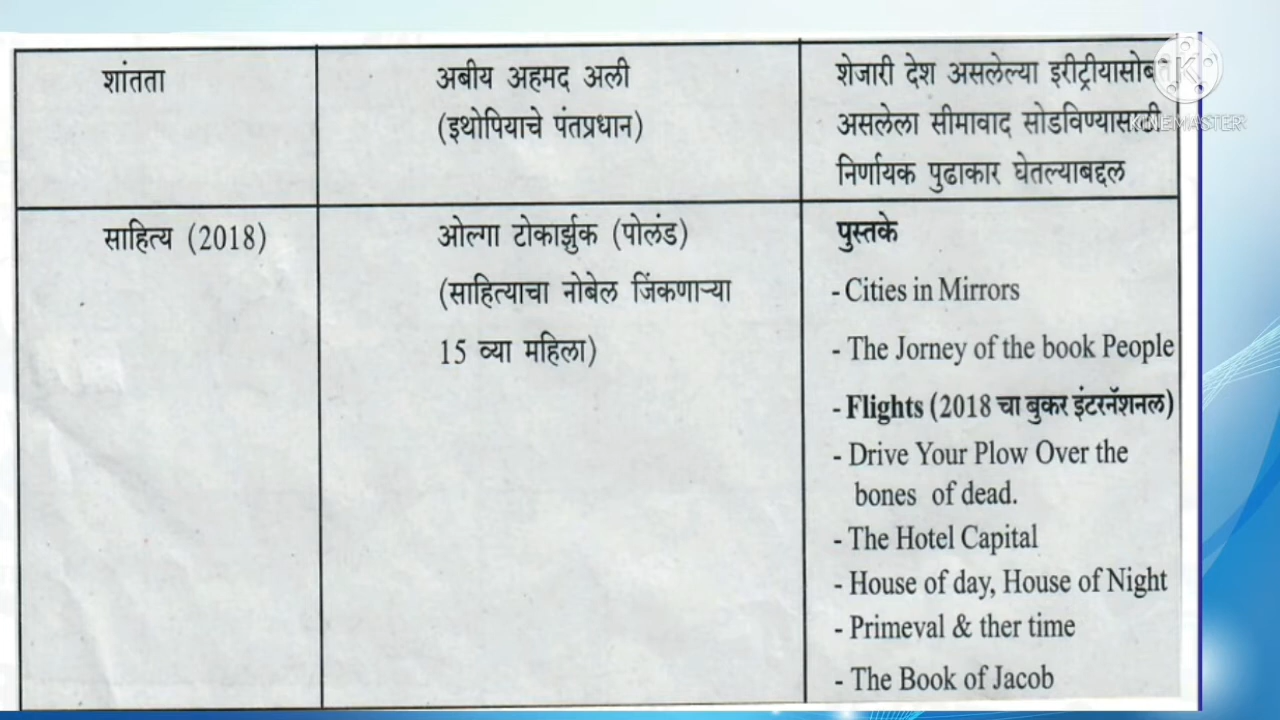 शांतता
अबीय अहमद अली
(इथोपियाचे पंतप्रधान)
शेजारी देश असलेल्या इरीट्रीयासोबत
असलेला सीमावाद सोडविण्यासाठी
निर्णायक पुढाकार घेतल्याबद्दल
साहित्य (2018)
ओल्गा टोकार्झुक (पोलंड)
(साहित्याचा नोबेल जिंकणाऱ्या
15 व्या महिला)
पुस्तके
- Cities in Mirrors
- The Jorney of the book People
- Flights (2018 चा बुकर इंटरनॅशनल)
- Drive Your Plow Over the
bones of dead.
- The Hotel Capital
- House of day, House of Night
- Primeval & ther time
- The Book of Jacob
K
KINEMASTER